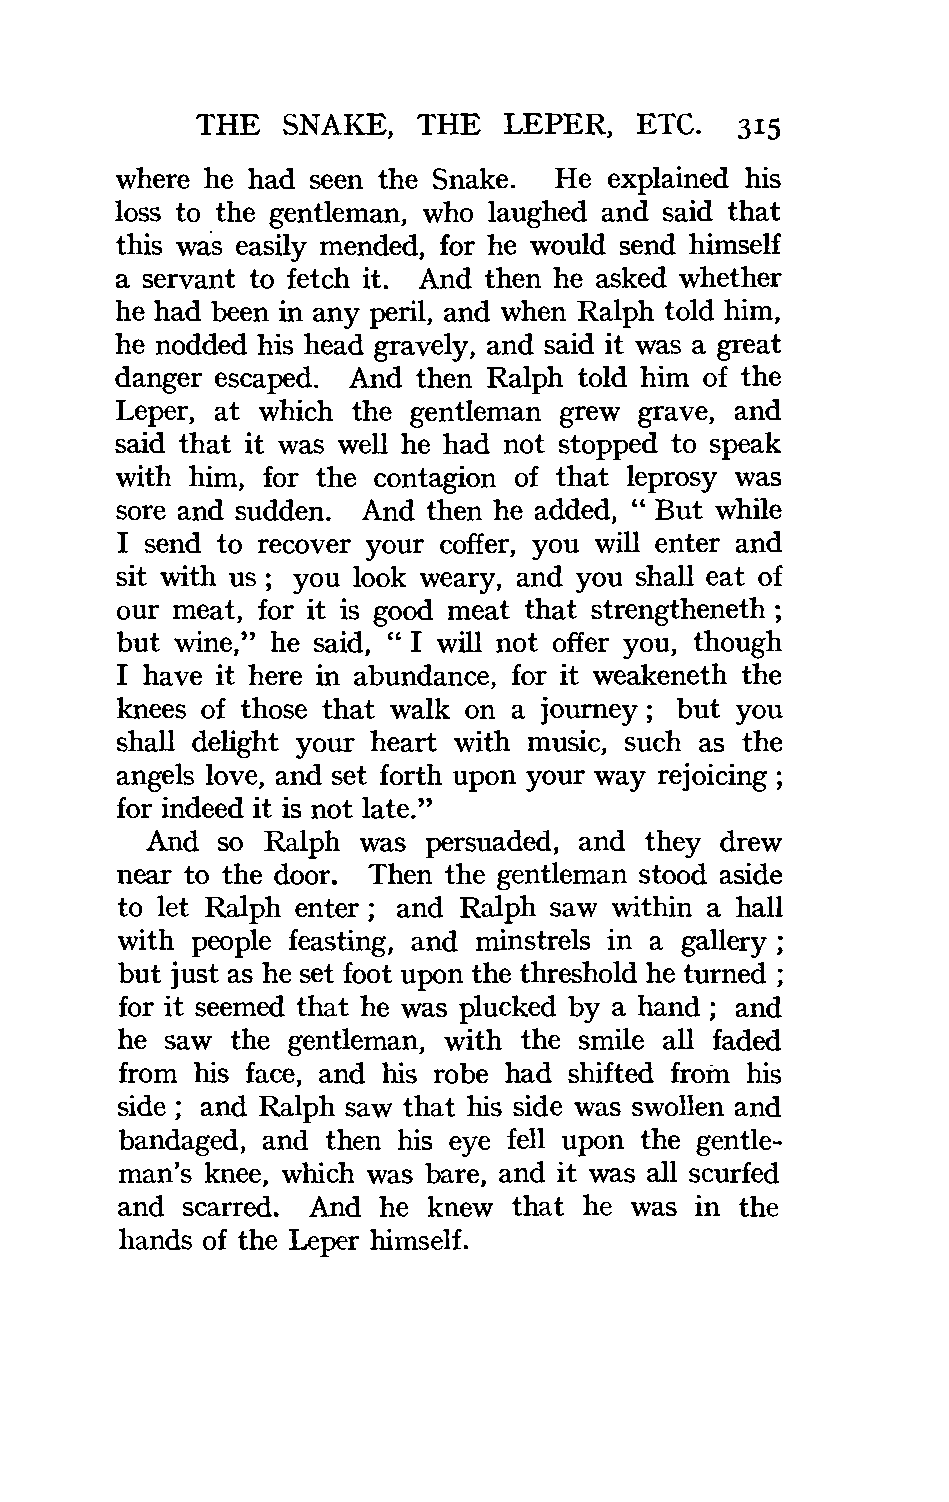 THE SNAKE, THE LEPER, ETC. 315
where he had seen the Snake. He explained his
loss to the gentleman, who laughed and said that
this was easily mended, for he would send himself
a servant to fetch it. And then he asked whether
he had been in any peril, and when Ralph told him,
he nodded his head gravely, and said it was a great
danger escaped. And then Ralph told him of the
Leper, at which the gentleman grew grave, and
said that it was well he had not stopped to speak
with him, for the contagion of that leprosy was
sore and sudden. And then he added, “ But while
I send to recover your coffer, you will enter and
sit with us ; you look weary, and you shall eat of
our meat, for it is good meat that strengtheneth ;
but wine,” he said, “ I will not offer you, though
I have it here in abundance, for it weakeneth the
knees of those that walk on a journey ; but you
shall delight your heart with music, such as the
angels love, and set forth upon your way rejoicing ;
for indeed it is not late.”
And so Ralph was persuaded, and they drew
near to the door. Then the gentleman stood aside
to let Ralph enter ; and Ralph saw within a hall
with people feasting, and minstrels in a gallery ;
but just as he set foot upon the threshold he turned ;
for it seemed that he was plucked by a hand ; and
he saw the gentleman, with the smile all faded
from his face, and his robe had shifted from his
side ; and Ralph saw that his side was swollen and
bandaged, and then his eye fell upon the gentle-
man’s knee, which was bare, and it was all scurfed
and scarred. And he knew that he was in the
hands of the Leper himself.